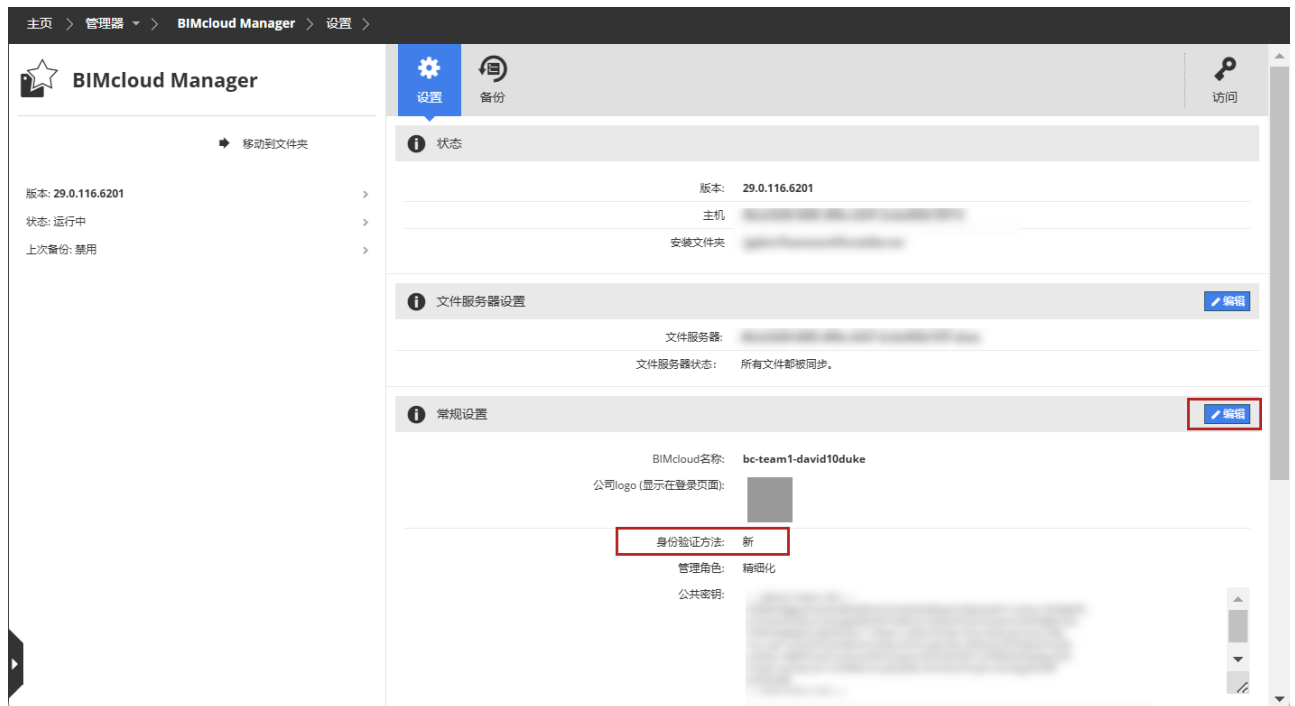 主页 > 管理器 > BIMcloud Manager > 设置 >
BIMcloud Manager
移动到文件夹
版本: 29.0.116.6201
状态: 运行中
上次备份: 禁用
设置
备份
访问
状态
版本: 29.0.116.6201
主机
安装文件夹
文件服务器设置 编辑
文件服务器:
文件服务器状态: 所有文件都被同步。
常规设置 编辑
BIMcloud名称: bc-team1-david10duke
公司logo (显示在登录页面):
身份验证方法: 新
管理角色: 精细化
公共密钥: